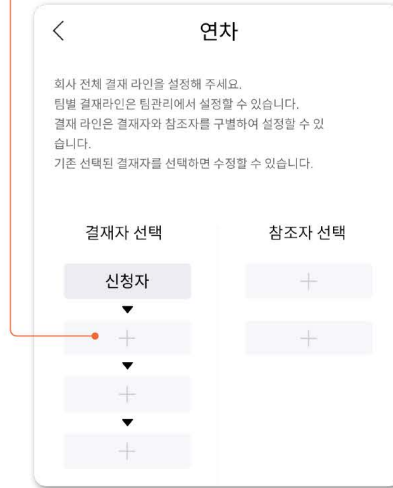 연차
회사 전체 결재 라인을 설정해 주세요.
팀별 결재라인은 팀관리에서 설정할 수 있습니다.
결재 라인은 결재자와 참조자를 구별하여 설정할 수 있
습니다.
기존 선택된 결재자를 선택하면 수정할 수 있습니다.
결재자 선택
참조자 선택
신청자